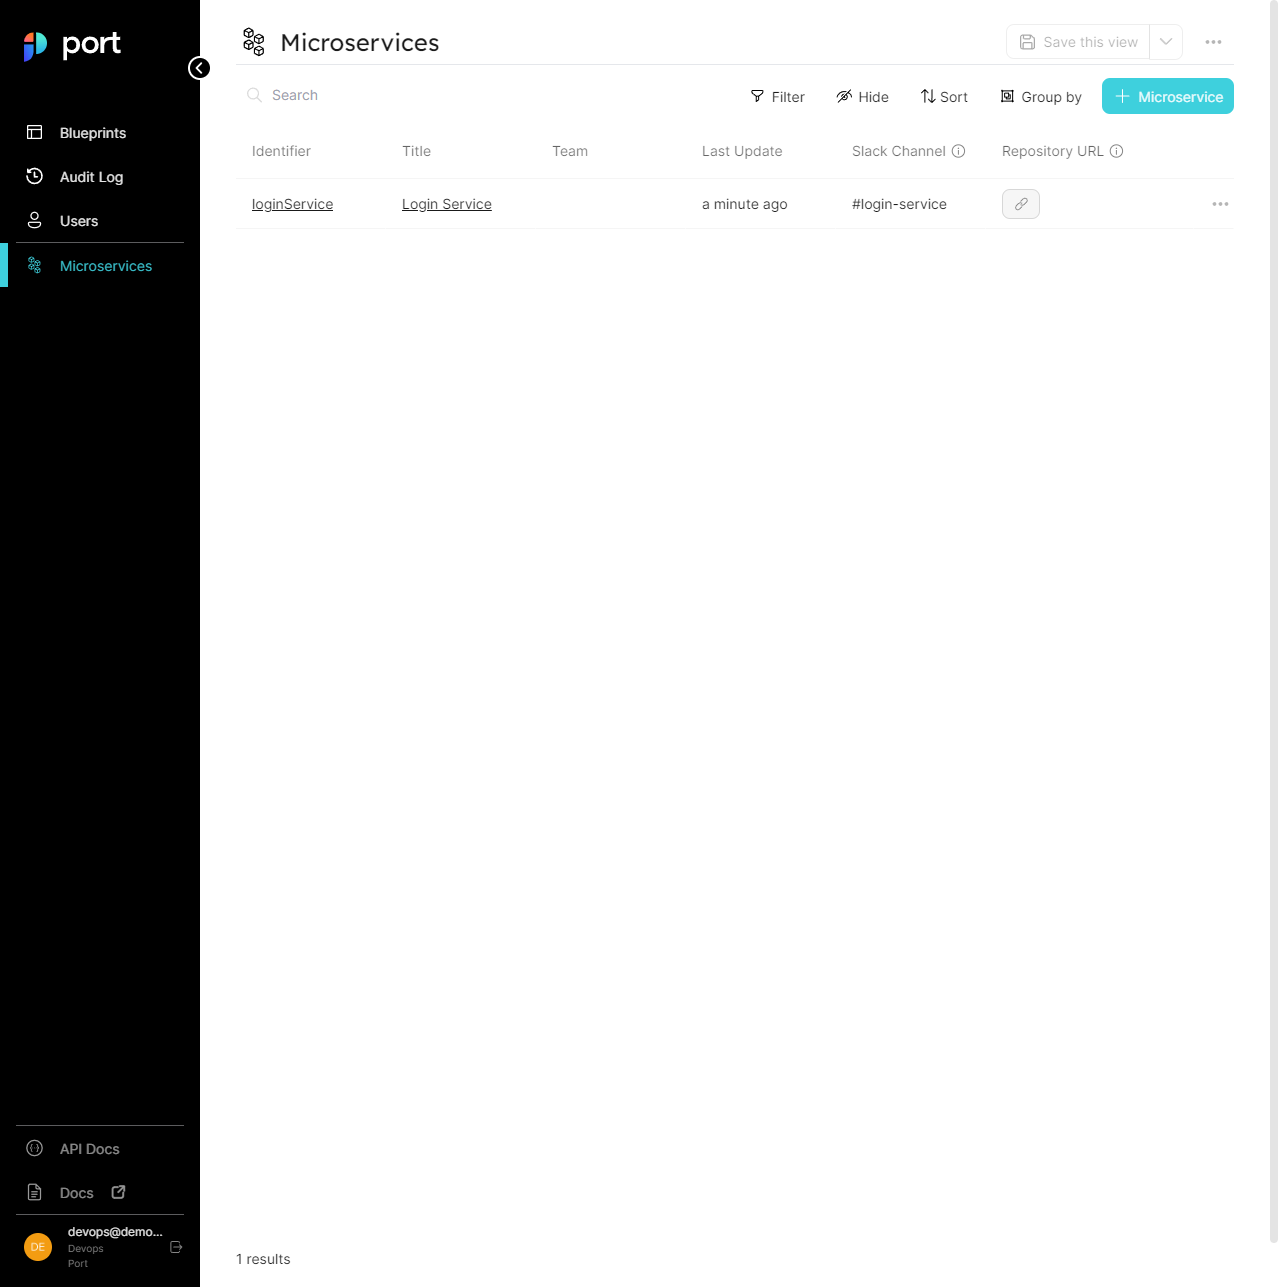 port
Microservices
Save this view
Search
Filter
Hide
Sort
Group by
Microservice
Blueprints
Audit Log
Users
Microservices
Identifier
Title
Team
Last Update
Slack Channel
Repository URL
loginService
Login Service
a minute ago
#login-service
API Docs
Docs
DE
devops@demo...
Devops
Port
1 results